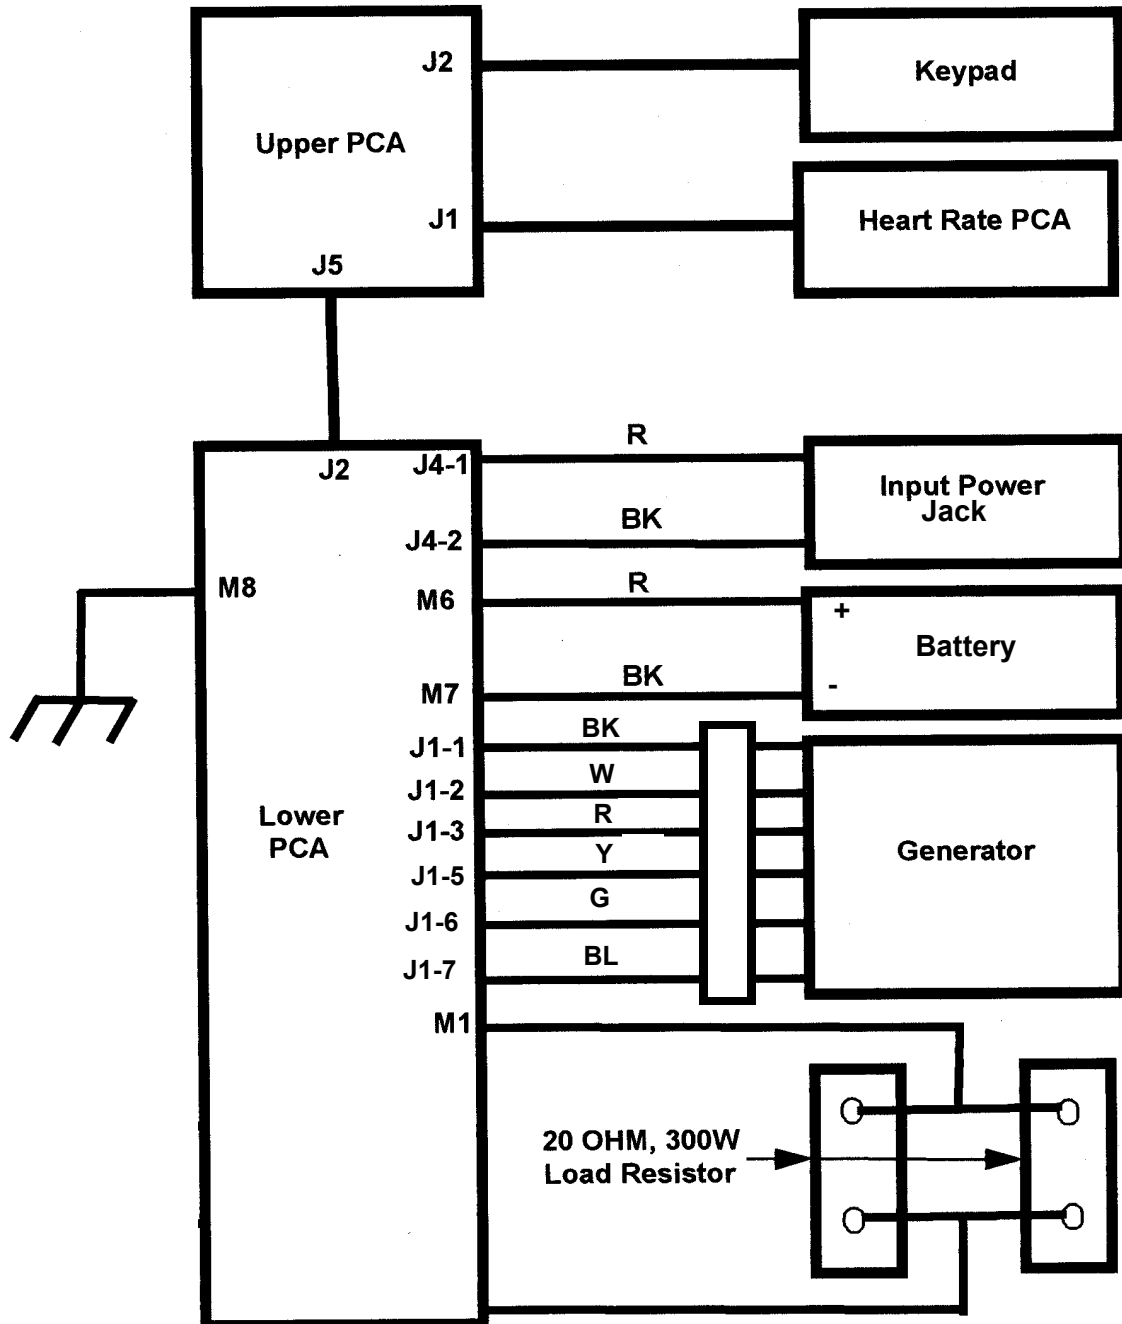 J2
Keypad
Upper PCA
J1
Heart Rate PCA
J5
R
J2
J4-1
Input Power
Jack
BK
J4-2
M8
R
M6
+
Battery
BK
M7
-
BK
J1-1
W
J1-2
R
Lower
PCA
J1-3
Y
Generator
J1-5
G
J1-6
BL
J1-7
M1
20 OHM, 300W
Load Resistor